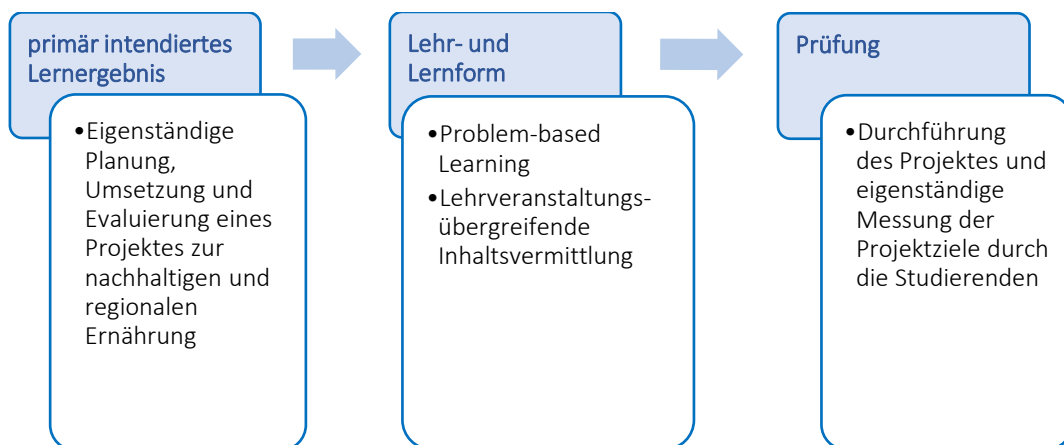 primär intendiertes
Lernergebnis
•Eigenständige
Planung,
Umsetzung und
Evaluierung eines
Projektes zur
nachhaltigen und
regionalen
Ernährung
Lehr- und
Lernform
•Problem-based
Learning
•Lehrveranstaltungs-
übergreifende
Inhaltsvermittlung
Prüfung
•Durchführung
des Projektes und
eigenständige
Messung der
Projektziele durch
die Studierenden